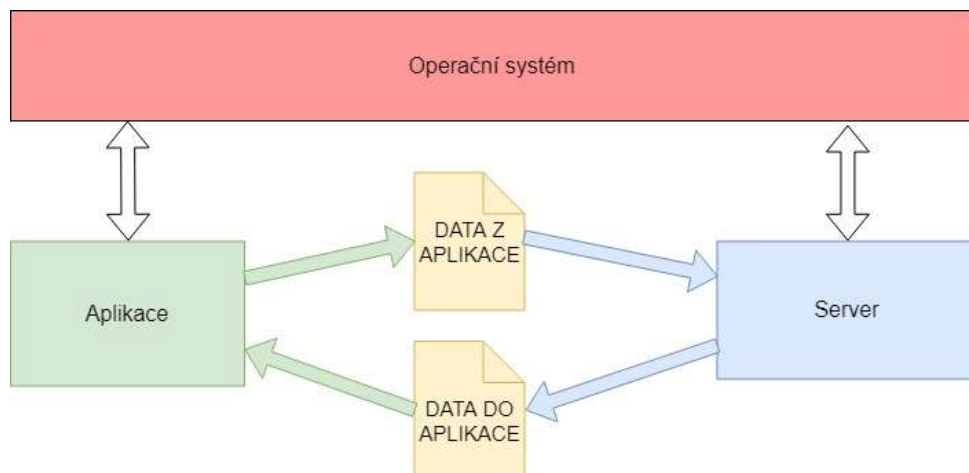 Operační systém
DATA Z
APLIKACE
Aplikace
Server
DATA DO
APLIKACE